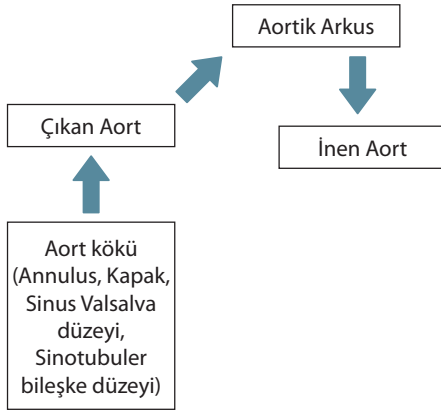 Aortik Arkus
Çıkan Aort
İnen Aort
Aort kökü
(Annulus, Kapak,
Sinus Valsalva
düzeyi,
Sinotubuler
bileşke düzeyi)